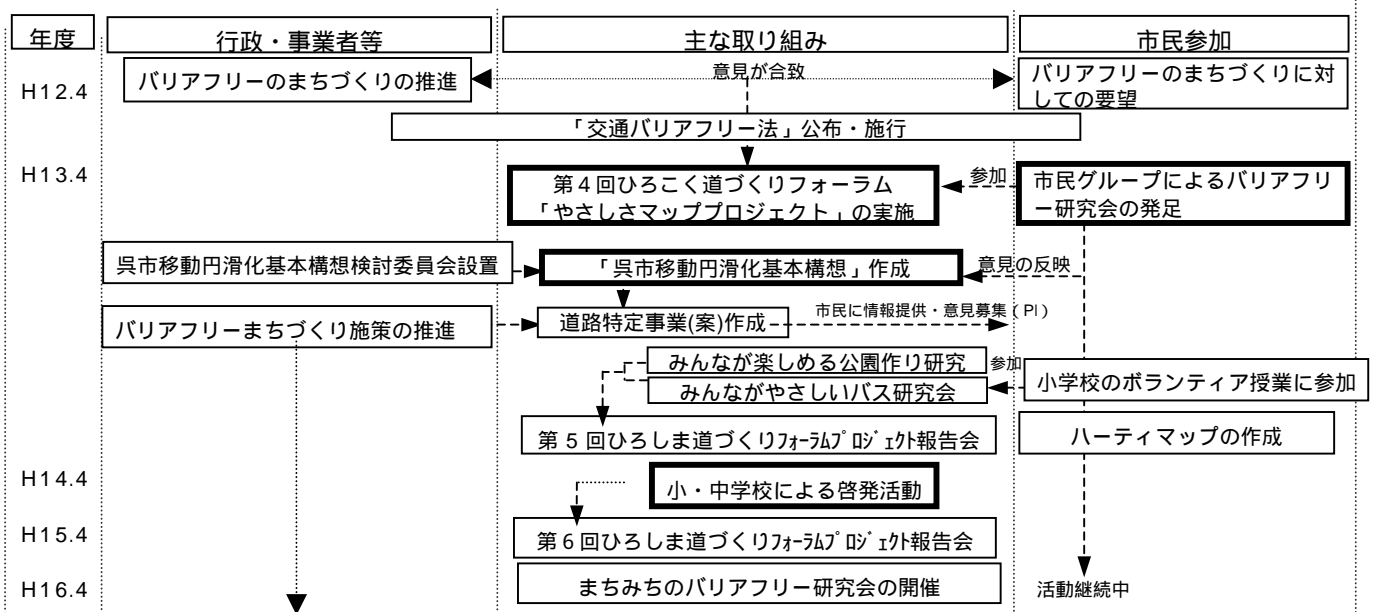 年度
行政・事業者等
主な取り組み
市民参加
H12.4
バリアフリーのまちづくりの推進
意見が合致
バリアフリーのまちづくりに対
しての要望
「交通バリアフリー法」公布・施行
H13.4
第4回ひろこく道づくりフォーラム
「やさしさマッププロジェクト」の実施
参加
市民グループによるバリアフリ
ー研究会の発足
呉市移動円滑化基本構想検討委員会設置
「呉市移動円滑化基本構想」作成
意見の反映
バリアフリーまちづくり施策の推進
道路特定事業(案)作成
市民に情報提供・意見募集(PI)
みんなが楽しめる公園作り研究
参加
みんながやさしいバス研究会
小学校のボランティア授業に参加
第5回ひろしま道づくりフォーラムプロジェクト報告会
ハーティマップの作成
H14.4
小・中学校による啓発活動
H15.4
第6回ひろしま道づくりフォーラムプロジェクト報告会
H16.4
まちみちのバリアフリー研究会の開催
活動継続中